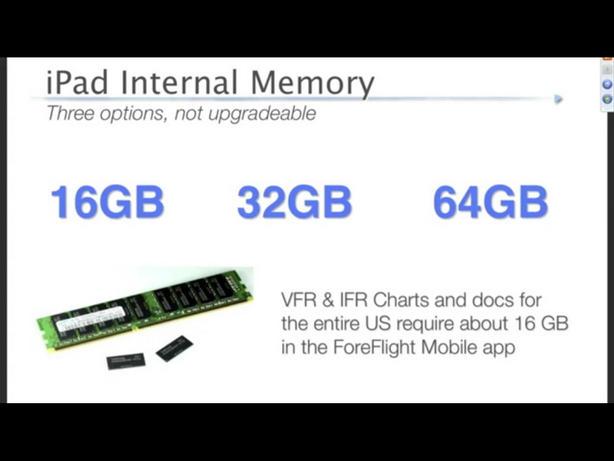 iPad Internal Memory
Three options, not upgradeable
16GB 32GB 64GB
VFR & IFR Charts and docs for
the entire US require about 16 GB
in the ForeFlight Mobile app